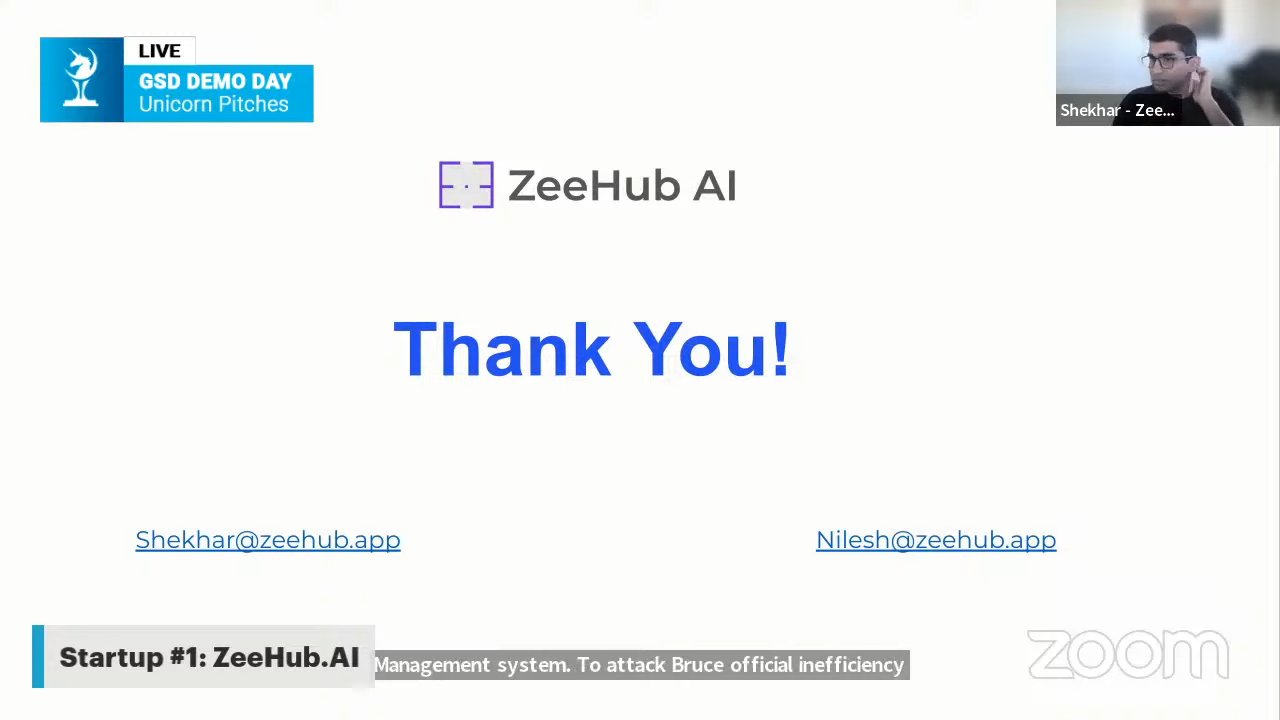 LIVE
GSD DEMO DAY
Unicorn Pitches
Shekhar - Zee...
ZeeHub AI
Thank You!
Shekhar@zeehub.app
Nilesh@zeehub.app
Startup #1: ZeeHub.AI
Management system. To attack Bruce official inefficiency
zoom